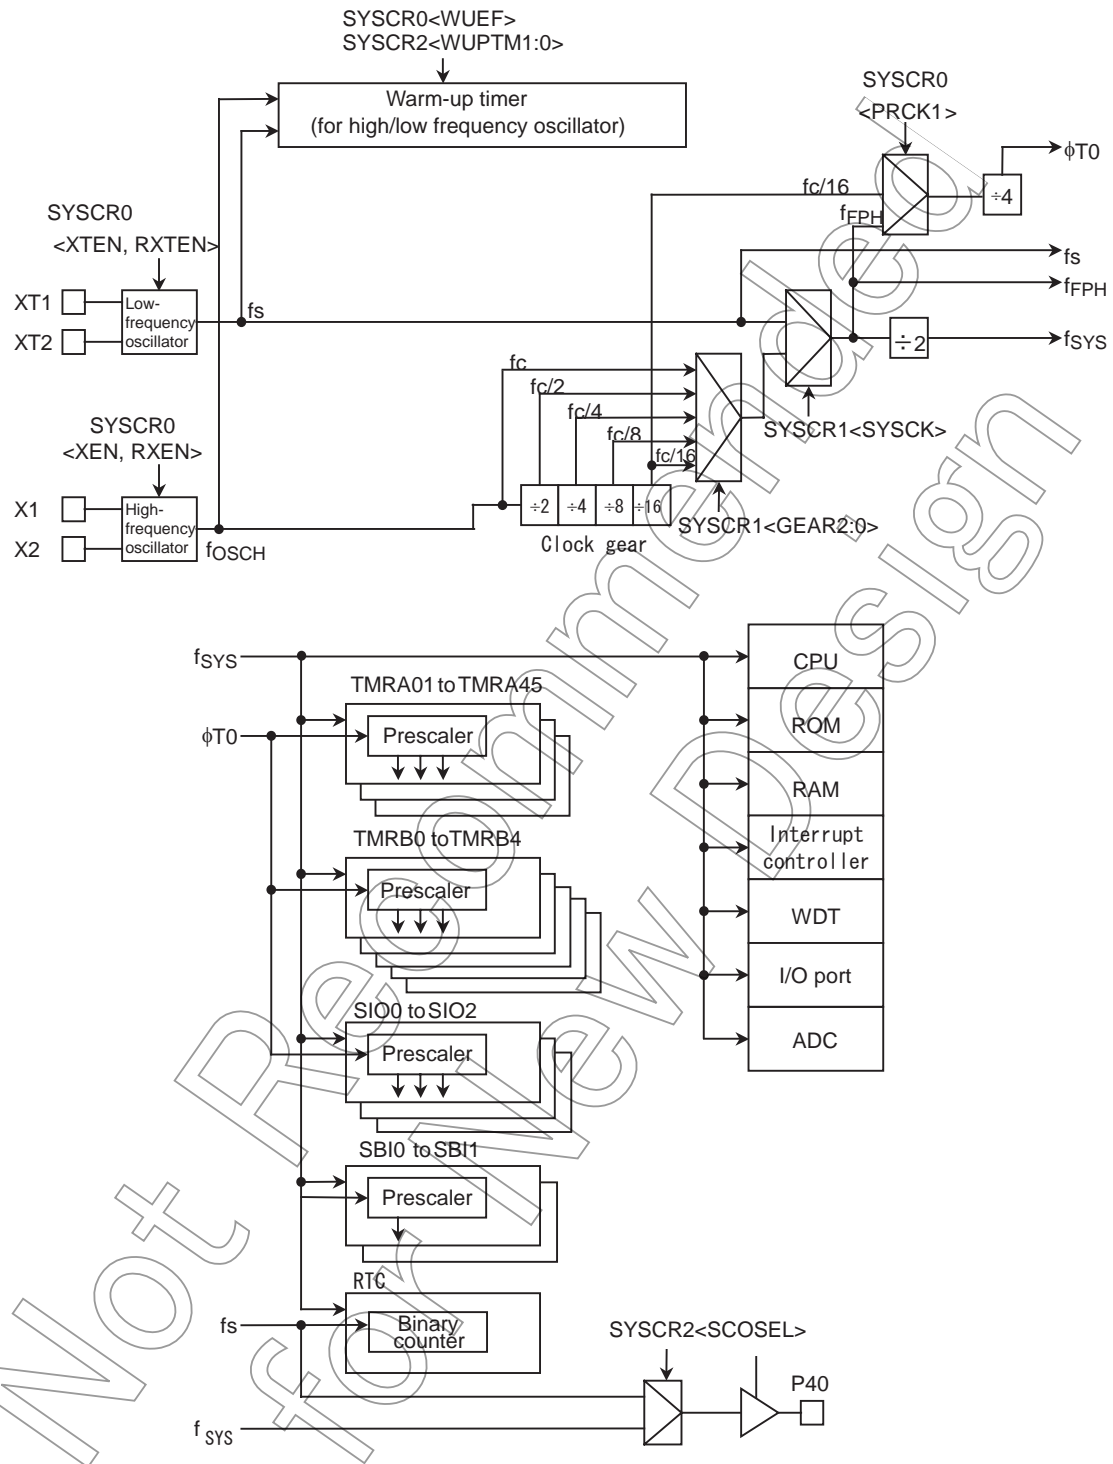 SYSCR0<WUEF>
SYSCR2<WUPTM1:0>
Warm-up timer
(for high/low frequency oscillator)
SYSCR0
<PRCK1>
ϕT0
fc/16
÷4
fFPH
SYSCR0
<XTEN, RXTEN>
fs
fFPH
XT1
XT2
Low-
frequency
oscillator
fs
÷2
fSYS
fc
fc/2
fc/4
fc/8
fc/16
SYSCR1<SYSCK>
SYSCR0
<XEN, RXEN>
X1
X2
High-
frequency
oscillator
fOSCH
÷2
÷4
÷8
÷16
Clock gear
SYSCR1<GEAR2:0>
fSYS
CPU
TMRA01 to TMRA45
ϕT0
Prescaler
ROM
RAM
TMRB0 to TMRB4
Prescaler
Interrupt
controller
WDT
I/O port
SIO0 to SIO2
Prescaler
ADC
SBI0 to SBI1
Prescaler
RTC
fs
Binary
counter
SYSCR2<SCOSEL>
P40
f SYS
Not Recommended
for New Design